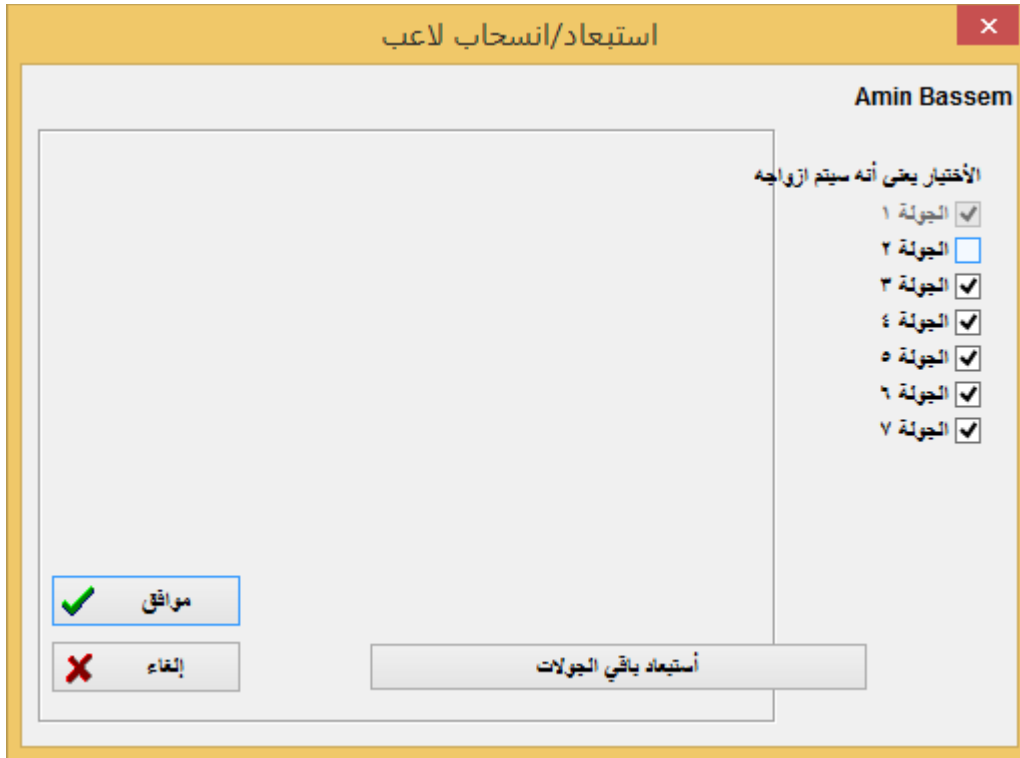 استبعاد/انسحاب لاعب
Amin Bassem
الأختيار يعنى أنه سيتم ازواجه
الجولة ١
الجولة ٢
الجولة ٣
الجولة ٤
الجولة ٥
الجولة ٦
الجولة ٧
موافق
إلغاء
أستبعاد باقي الجولات